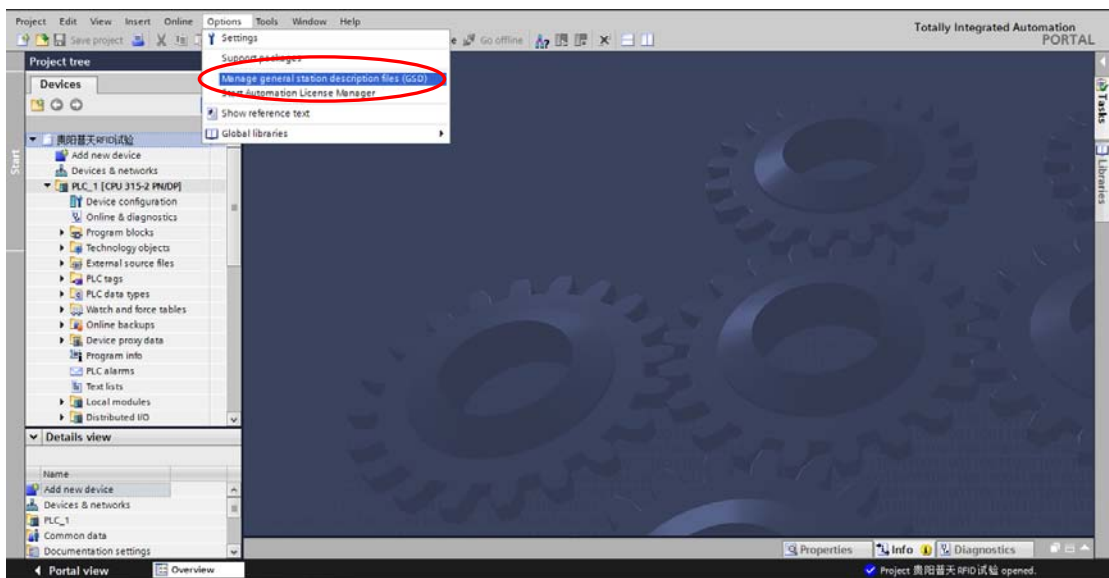 Project Edit View Insert Online Options Tools Window Help
Totally Integrated Automation
PORTAL
Save project
Go offline
Settings
Support packages
Manage general station description files (GSD)
Start Automation License Manager
Show reference text
Global libraries
Project tree
Devices
贵阳普天RFID试验
Add new device
Devices & networks
PLC_1 [CPU 315-2 PN/DP]
Device configuration
Online & diagnostics
Program blocks
Technology objects
External source files
PLC tags
PLC data types
Watch and force tables
Online backups
Device proxy data
Program info
PLC alarms
Text lists
Local modules
Distributed I/O
Start
Tasks
Libraries
Details view
Name
Add new device
Devices & networks
PLC_1
Common data
Documentation settings
Properties Info Diagnostics
Portal view Overview
Project 贵阳普天RFID试验 opened.